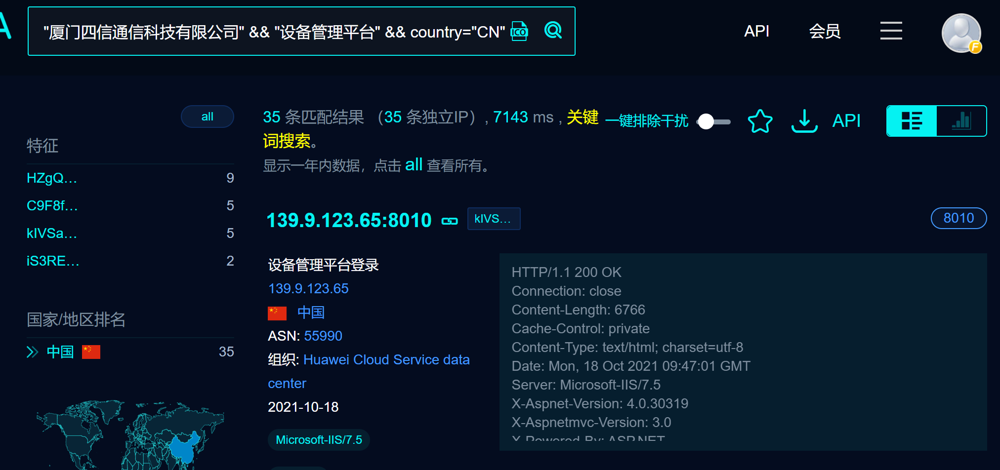 "厦门四信通信科技有限公司" && "设备管理平台" && country="CN"
ICO
API
会员
F
all
特征
HZgQ... 9
C9F8f... 5
kIVSa... 5
iS3RE... 2
国家/地区排名
中国 35
35 条匹配结果 （35 条独立IP）, 7143 ms , 关键
词搜索。
显示一年内数据，点击 all 查看所有。
一键排除干扰
API
139.9.123.65:8010
kIVS...
8010
设备管理平台登录
139.9.123.65
中国
ASN: 55990
组织: Huawei Cloud Service data
center
2021-10-18
Microsoft-IIS/7.5
HTTP/1.1 200 OK
Connection: close
Content-Length: 6766
Cache-Control: private
Content-Type: text/html; charset=utf-8
Date: Mon, 18 Oct 2021 09:47:01 GMT
Server: Microsoft-IIS/7.5
X-Aspnet-Version: 4.0.30319
X-Aspnetmvc-Version: 3.0
X-Powered-By: ASP.NET